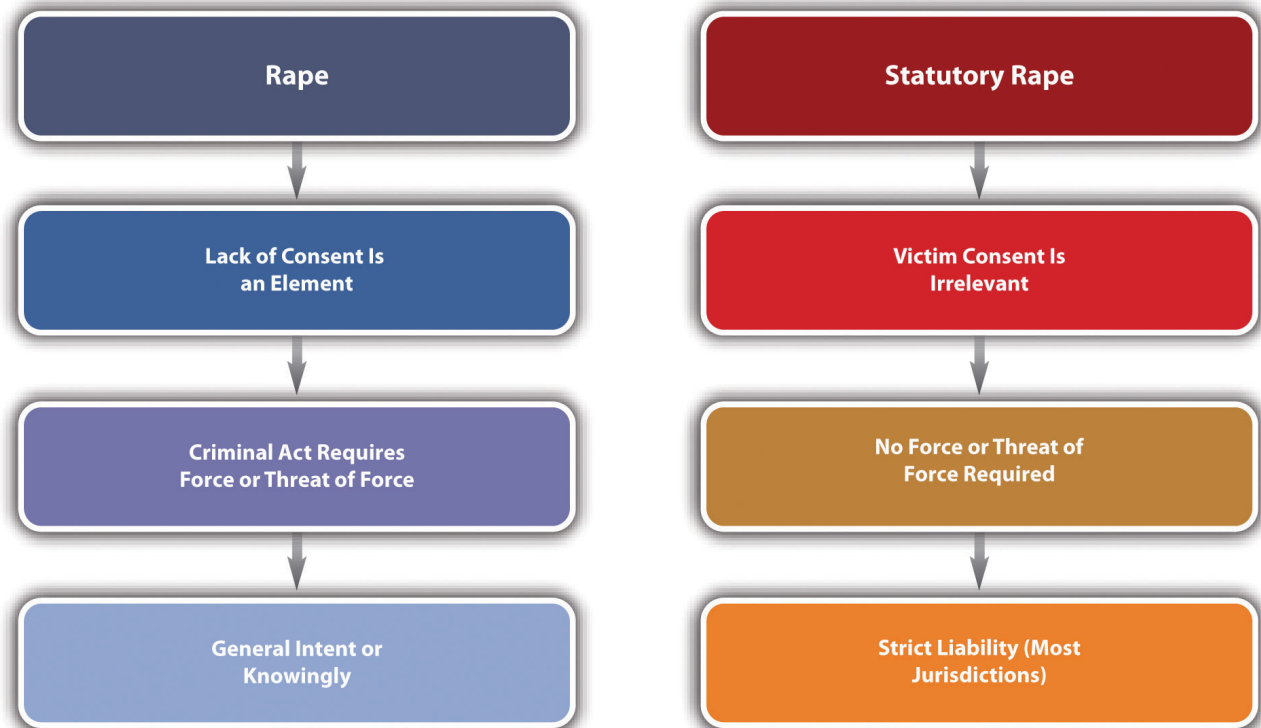 Rape
Lack of Consent Is
an Element
Criminal Act Requires
Force or Threat of Force
General Intent or
Knowingly
Statutory Rape
Victim Consent Is
Irrelevant
No Force or Threat of
Force Required
Strict Liability (Most
Jurisdictions)